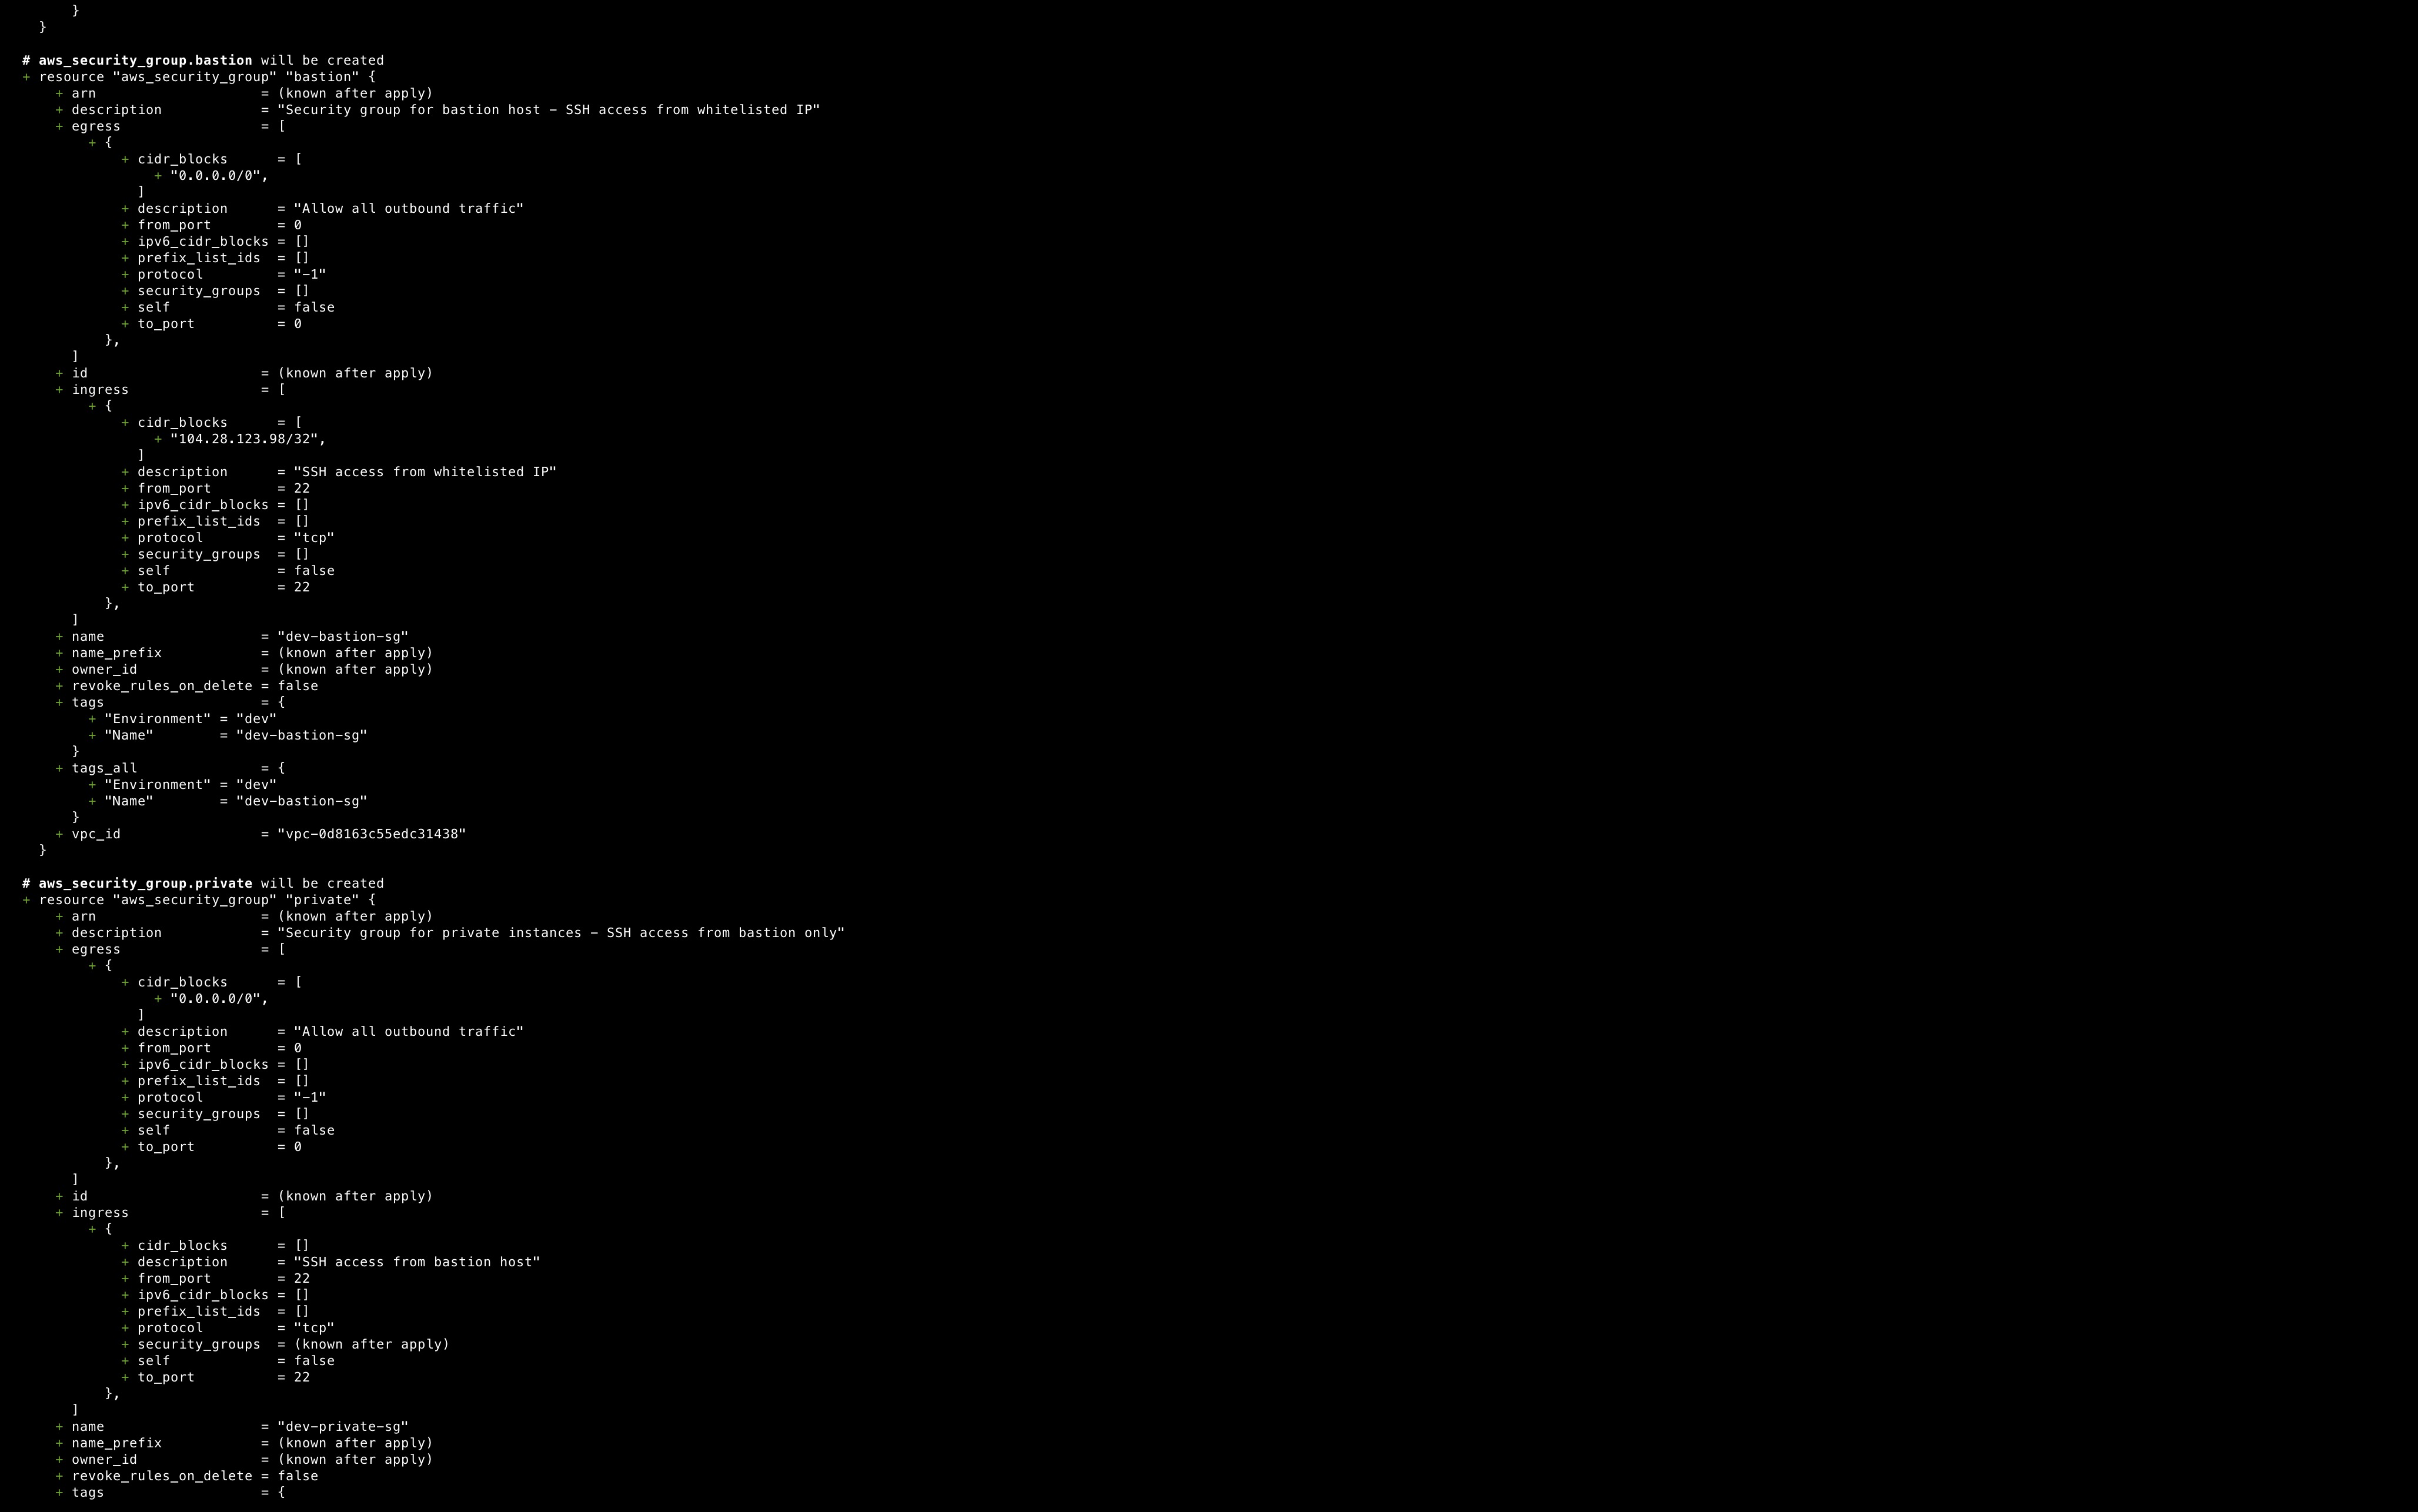 }
    }

  # aws_security_group.bastion will be created
  + resource "aws_security_group" "bastion" {
      + arn                    = (known after apply)
      + description            = "Security group for bastion host - SSH access from whitelisted IP"
      + egress                 = [
          + {
              + cidr_blocks      = [
                  + "0.0.0.0/0",
                ]
              + description      = "Allow all outbound traffic"
              + from_port        = 0
              + ipv6_cidr_blocks = []
              + prefix_list_ids  = []
              + protocol         = "-1"
              + security_groups  = []
              + self             = false
              + to_port          = 0
            },
        ]
      + id                     = (known after apply)
      + ingress                = [
          + {
              + cidr_blocks      = [
                  + "104.28.123.98/32",
                ]
              + description      = "SSH access from whitelisted IP"
              + from_port        = 22
              + ipv6_cidr_blocks = []
              + prefix_list_ids  = []
              + protocol         = "tcp"
              + security_groups  = []
              + self             = false
              + to_port          = 22
            },
        ]
      + name                   = "dev-bastion-sg"
      + name_prefix            = (known after apply)
      + owner_id               = (known after apply)
      + revoke_rules_on_delete = false
      + tags                   = {
          + "Environment" = "dev"
          + "Name"        = "dev-bastion-sg"
        }
      + tags_all               = {
          + "Environment" = "dev"
          + "Name"        = "dev-bastion-sg"
        }
      + vpc_id                 = "vpc-0d8163c55edc31438"
    }

  # aws_security_group.private will be created
  + resource "aws_security_group" "private" {
      + arn                    = (known after apply)
      + description            = "Security group for private instances - SSH access from bastion only"
      + egress                 = [
          + {
              + cidr_blocks      = [
                  + "0.0.0.0/0",
                ]
              + description      = "Allow all outbound traffic"
              + from_port        = 0
              + ipv6_cidr_blocks = []
              + prefix_list_ids  = []
              + protocol         = "-1"
              + security_groups  = []
              + self             = false
              + to_port          = 0
            },
        ]
      + id                     = (known after apply)
      + ingress                = [
          + {
              + cidr_blocks      = []
              + description      = "SSH access from bastion host"
              + from_port        = 22
              + ipv6_cidr_blocks = []
              + prefix_list_ids  = []
              + protocol         = "tcp"
              + security_groups  = (known after apply)
              + self             = false
              + to_port          = 22
            },
        ]
      + name                   = "dev-private-sg"
      + name_prefix            = (known after apply)
      + owner_id               = (known after apply)
      + revoke_rules_on_delete = false
      + tags                   = {